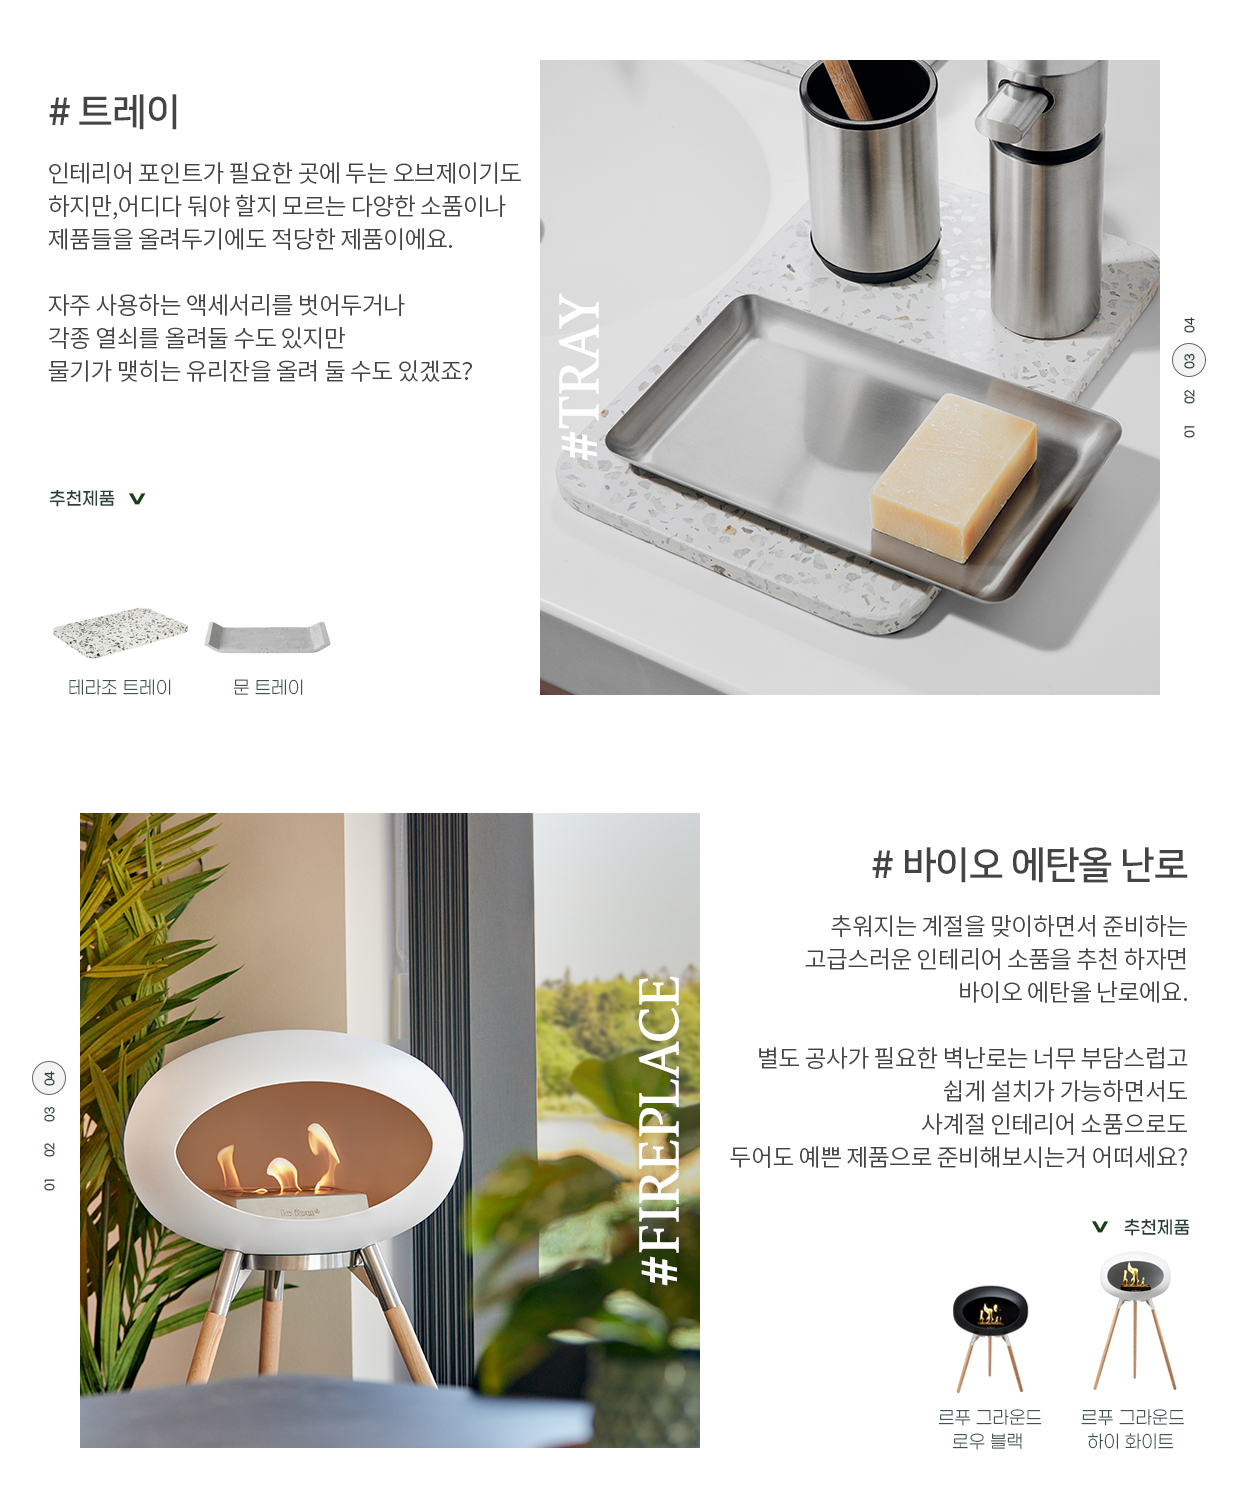 # 트레이
인테리어 포인트가 필요한 곳에 두는 오브제이기도
하지만,어디다 둬야 할지 모르는 다양한 소품이나
제품들을 올려두기에도 적당한 제품이에요.
자주 사용하는 액세서리를 벗어두거나
각종 열쇠를 올려둘 수도 있지만
물기가 맺히는 유리잔을 올려 둘 수도 있겠죠?
추천제품
테라조 트레이
문 트레이
#TRAY
04
03
02
01
04
03
02
01
#FIREPLACE
# 바이오 에탄올 난로
추워지는 계절을 맞이하면서 준비하는
고급스러운 인테리어 소품을 추천 하자면
바이오 에탄올 난로에요.
별도 공사가 필요한 벽난로는 너무 부담스럽고
쉽게 설치가 가능하면서도
사계절 인테리어 소품으로도
두어도 예쁜 제품으로 준비해보시는거 어떠세요?
추천제품
르푸 그라운드
로우 블랙
르푸 그라운드
하이 화이트